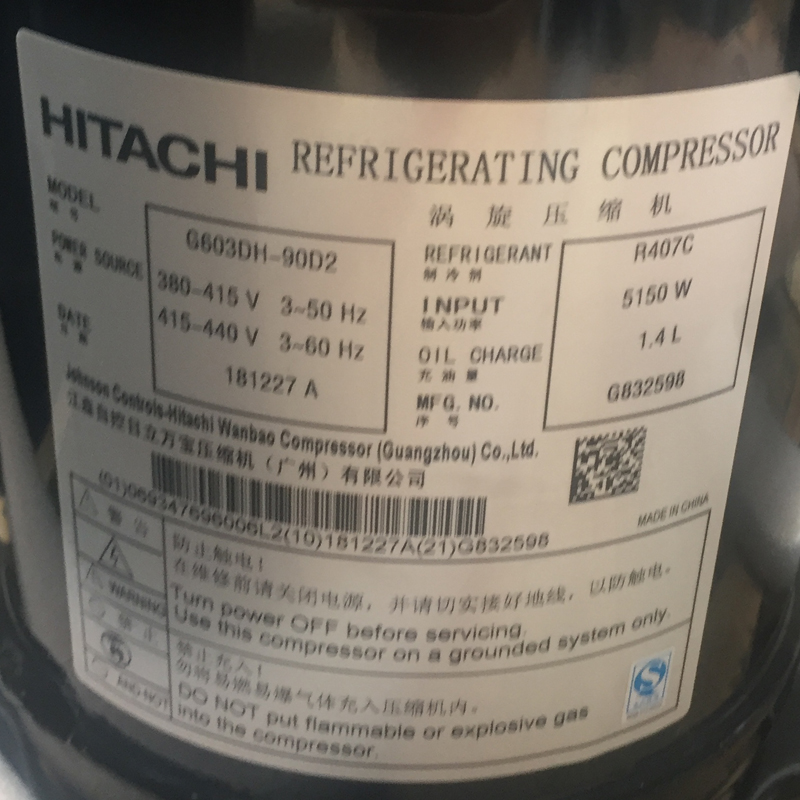 HITACHI REFRIGERATING COMPRESSOR
涡 旋 压 缩 机
MODEL G603DH-90D2
型 号
POWER SOURCE 380-415 V 3~50 Hz
电 源 415-440 V 3~60 Hz
DATE 181227 A
日 期
REFRIGERANT R407C
制 冷 剂
INPUT 5150 W
输入功率
OIL CHARGE 1.4 L
充 油 量
MFG. NO. G832598
序 号
Johnson Controls-Hitachi Wanbao Compressor (Guangzhou) Co.,Ltd.
江森自控日立万宝压缩机（广州）有限公司
MADE IN CHINA
(10)181227A(21)G832598
警 告
WARNING
防止触电！
在维修前请关闭电源，并请切实接好地线，以防触电。
Turn power OFF before servicing.
Use this compressor on a grounded system only.
禁 止
禁止充入！
勿将易燃易爆气体充入压缩机内。
DO NOT put flammable or explosive gas
into the compressor.